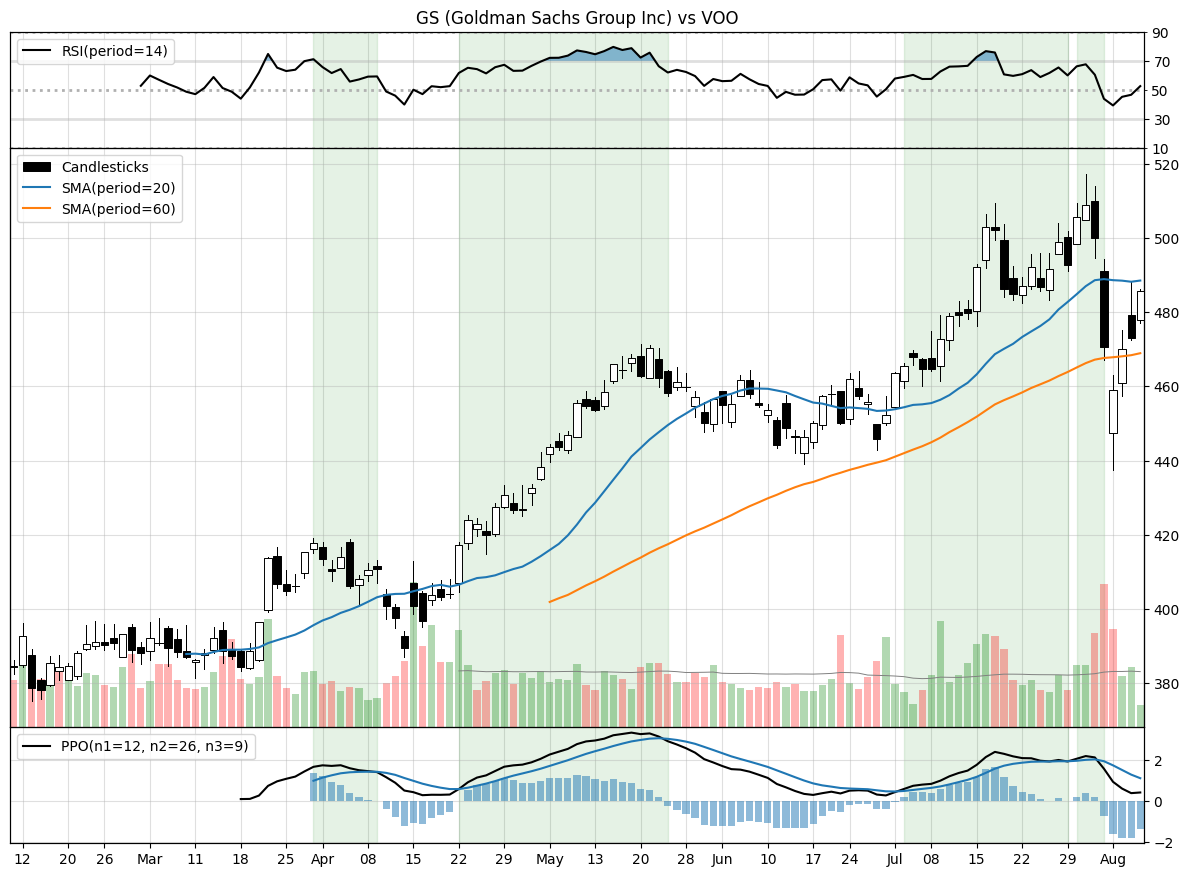 GS (Goldman Sachs Group Inc) vs VOO
RSI(period=14)
90
70
50
30
10
Candlesticks
SMA(period=20)
SMA(period=60)
520
500
480
460
440
420
400
380
PPO(n1=12, n2=26, n3=9)
2
0
−2
12 20 26 Mar 11 18 25 Apr 08 15 22 29 May 13 20 28 Jun 10 17 24 Jul 08 15 22 29 Aug